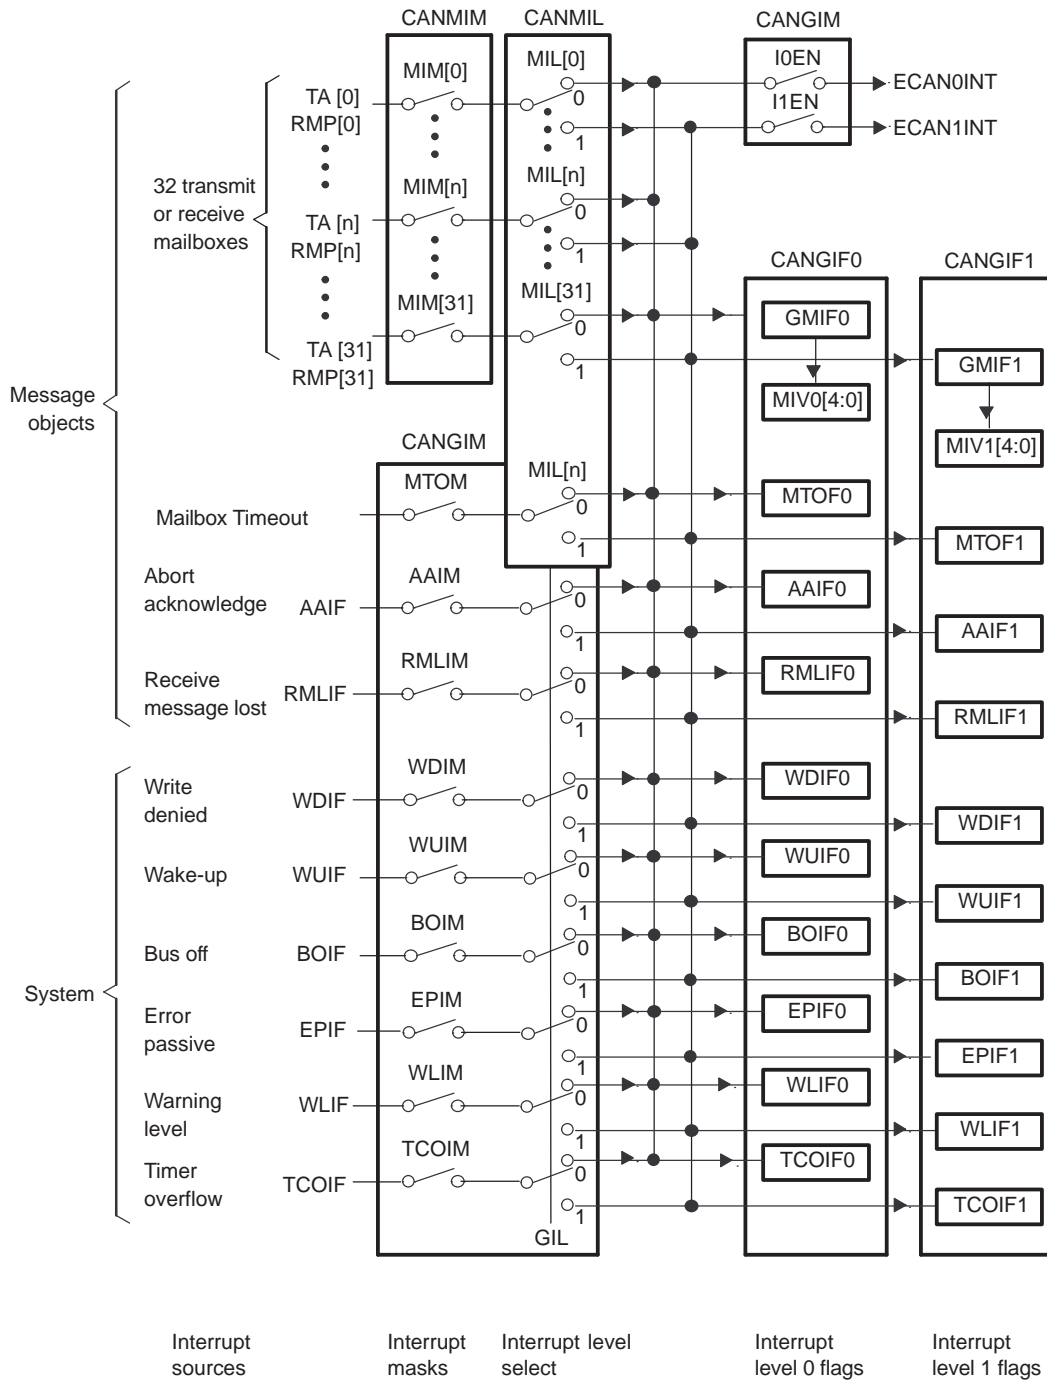 CANMIM
CANMIL
CANGIM
MIM[0]
MIL[0]
I0EN
ECAN0INT
TA [0]
RMP[0]
0
I1EN
ECAN1INT
1
32 transmit
or receive
mailboxes
MIM[n]
MIL[n]
TA [n]
RMP[n]
0
1
CANGIF0
CANGIF1
MIM[31]
MIL[31]
GMIF0
0
TA [31]
RMP[31]
1
GMIF1
Message
objects
MIV0[4:0]
MIV1[4:0]
CANGIM
MIL[n]
MTOM
MTOF0
Mailbox Timeout
0
1
MTOF1
Abort
acknowledge
AAIF
AAIM
0
AAIF0
1
AAIF1
Receive
message lost
RMLIF
RMLIM
0
RMLIF0
1
RMLIF1
System
Write
denied
WDIF
WDIM
0
WDIF0
1
WDIF1
Wake-up
WUIF
WUIM
0
WUIF0
1
WUIF1
Bus off
BOIF
BOIM
0
BOIF0
1
BOIF1
Error
passive
EPIF
EPIM
0
EPIF0
1
EPIF1
Warning
level
WLIF
WLIM
0
WLIF0
1
WLIF1
Timer
overflow
TCOIF
TCOIM
0
TCOIF0
1
TCOIF1
GIL
Interrupt
sources
Interrupt
masks
Interrupt level
select
Interrupt
level 0 flags
Interrupt
level 1 flags